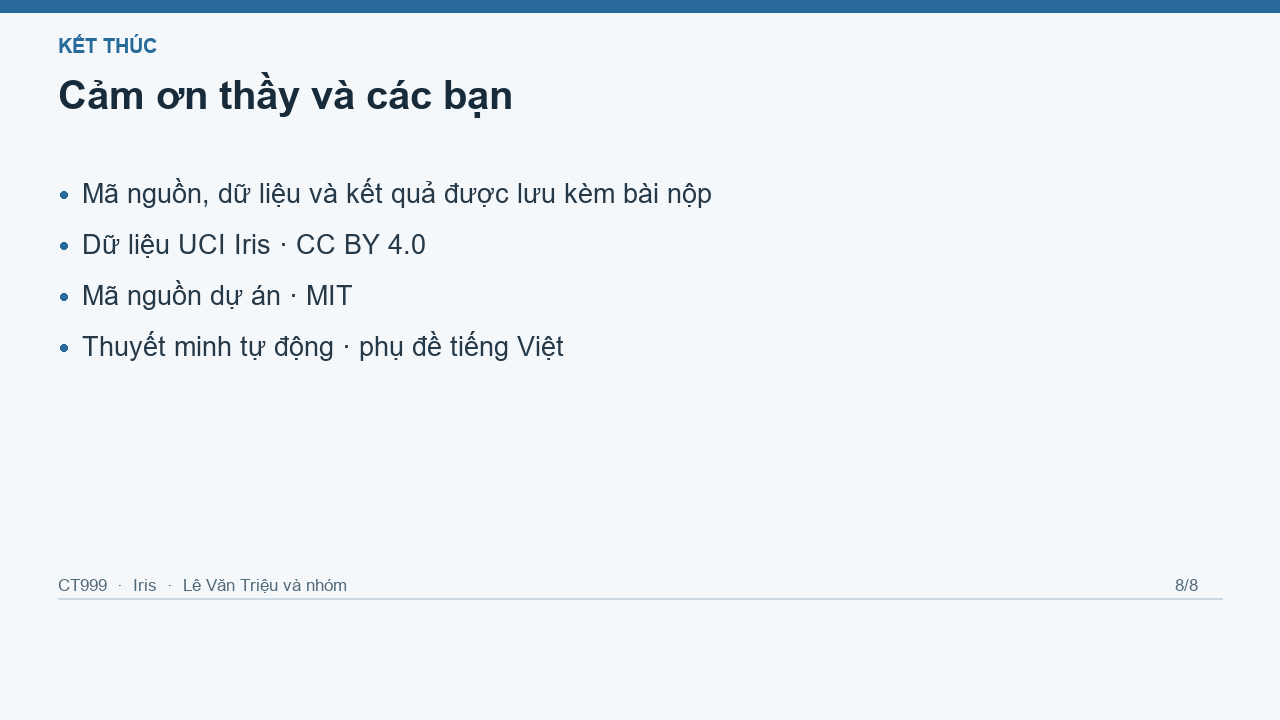 KẾT THÚC
Cảm ơn thầy và các bạn
• Mã nguồn, dữ liệu và kết quả được lưu kèm bài nộp
• Dữ liệu UCI Iris · CC BY 4.0
• Mã nguồn dự án · MIT
• Thuyết minh tự động · phụ đề tiếng Việt
CT999 · Iris · Lê Văn Triệu và nhóm 8/8